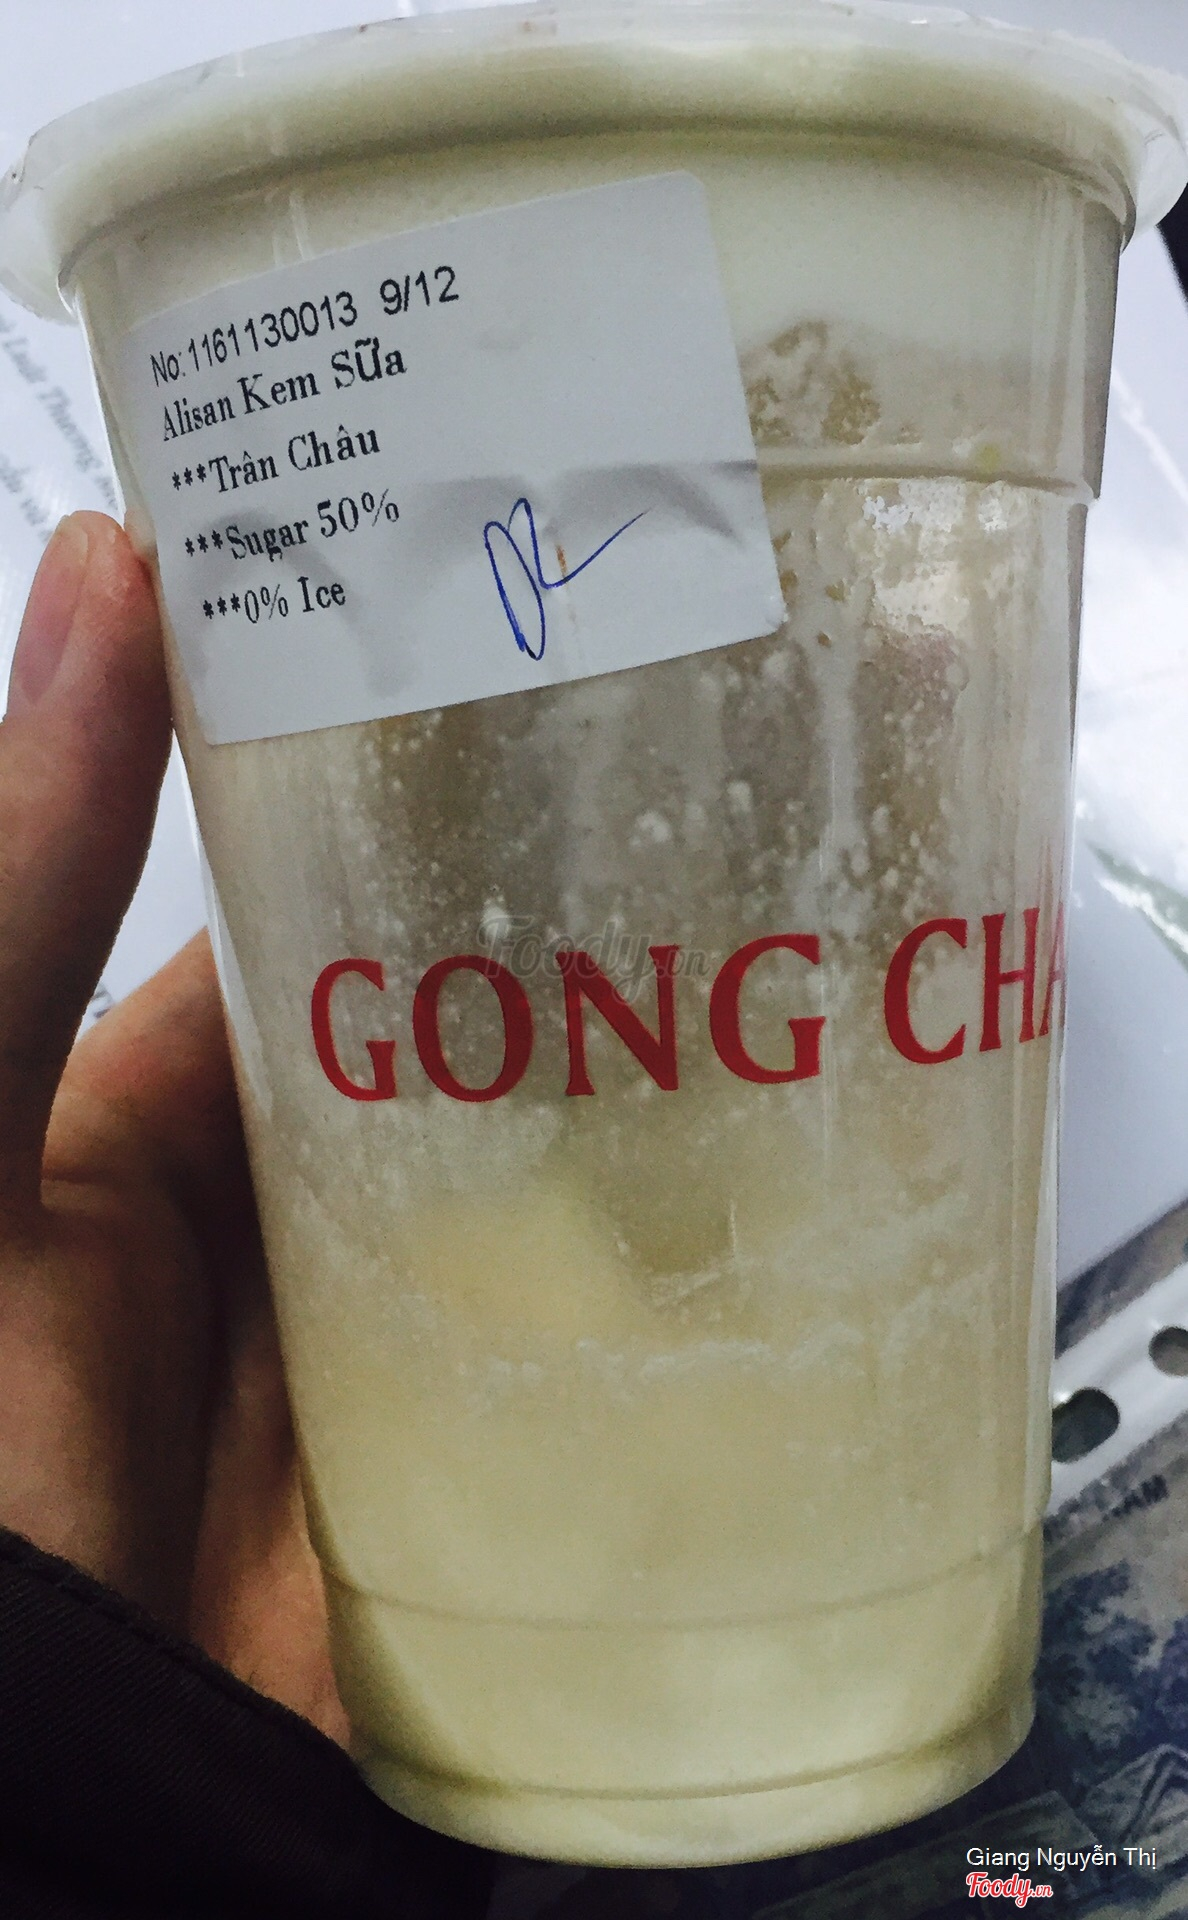 No:1161130013 9/12
Alisan Kem Sữa
***Trân Châu
***Sugar 50%
***0% Ice
Foody.vn
GONG CHA
Giang Nguyễn Thị
Foody.vn